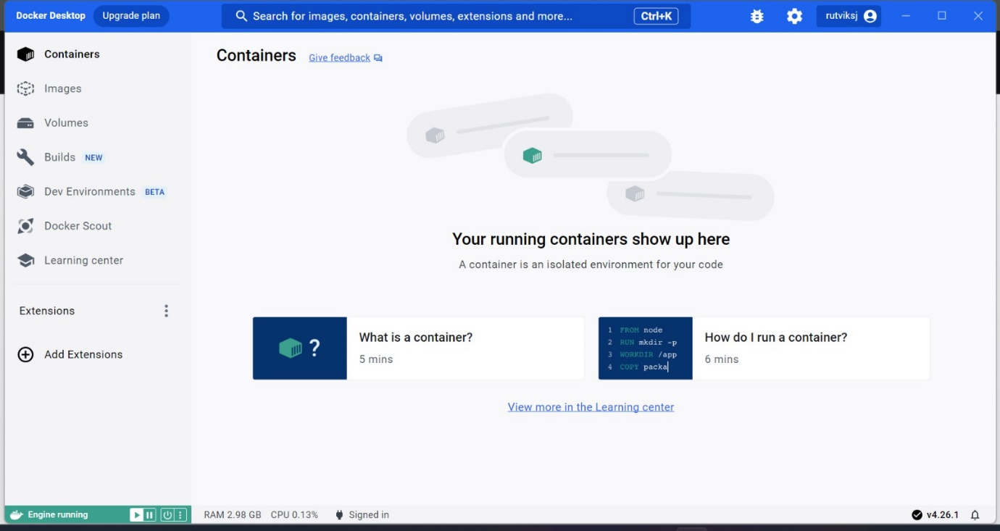 Docker Desktop Upgrade plan Search for images, containers, volumes, extensions and more... Ctrl+K rutviksj
Containers
Images
Volumes
Builds NEW
Dev Environments BETA
Docker Scout
Learning center
Extensions
Add Extensions
Containers Give feedback
Your running containers show up here
A container is an isolated environment for your code
?
What is a container?
5 mins
1 FROM node
2 RUN mkdir -p
3 WORKDIR /app
4 COPY packa
How do I run a container?
6 mins
View more in the Learning center
Engine running RAM 2.98 GB CPU 0.13% Signed in v4.26.1